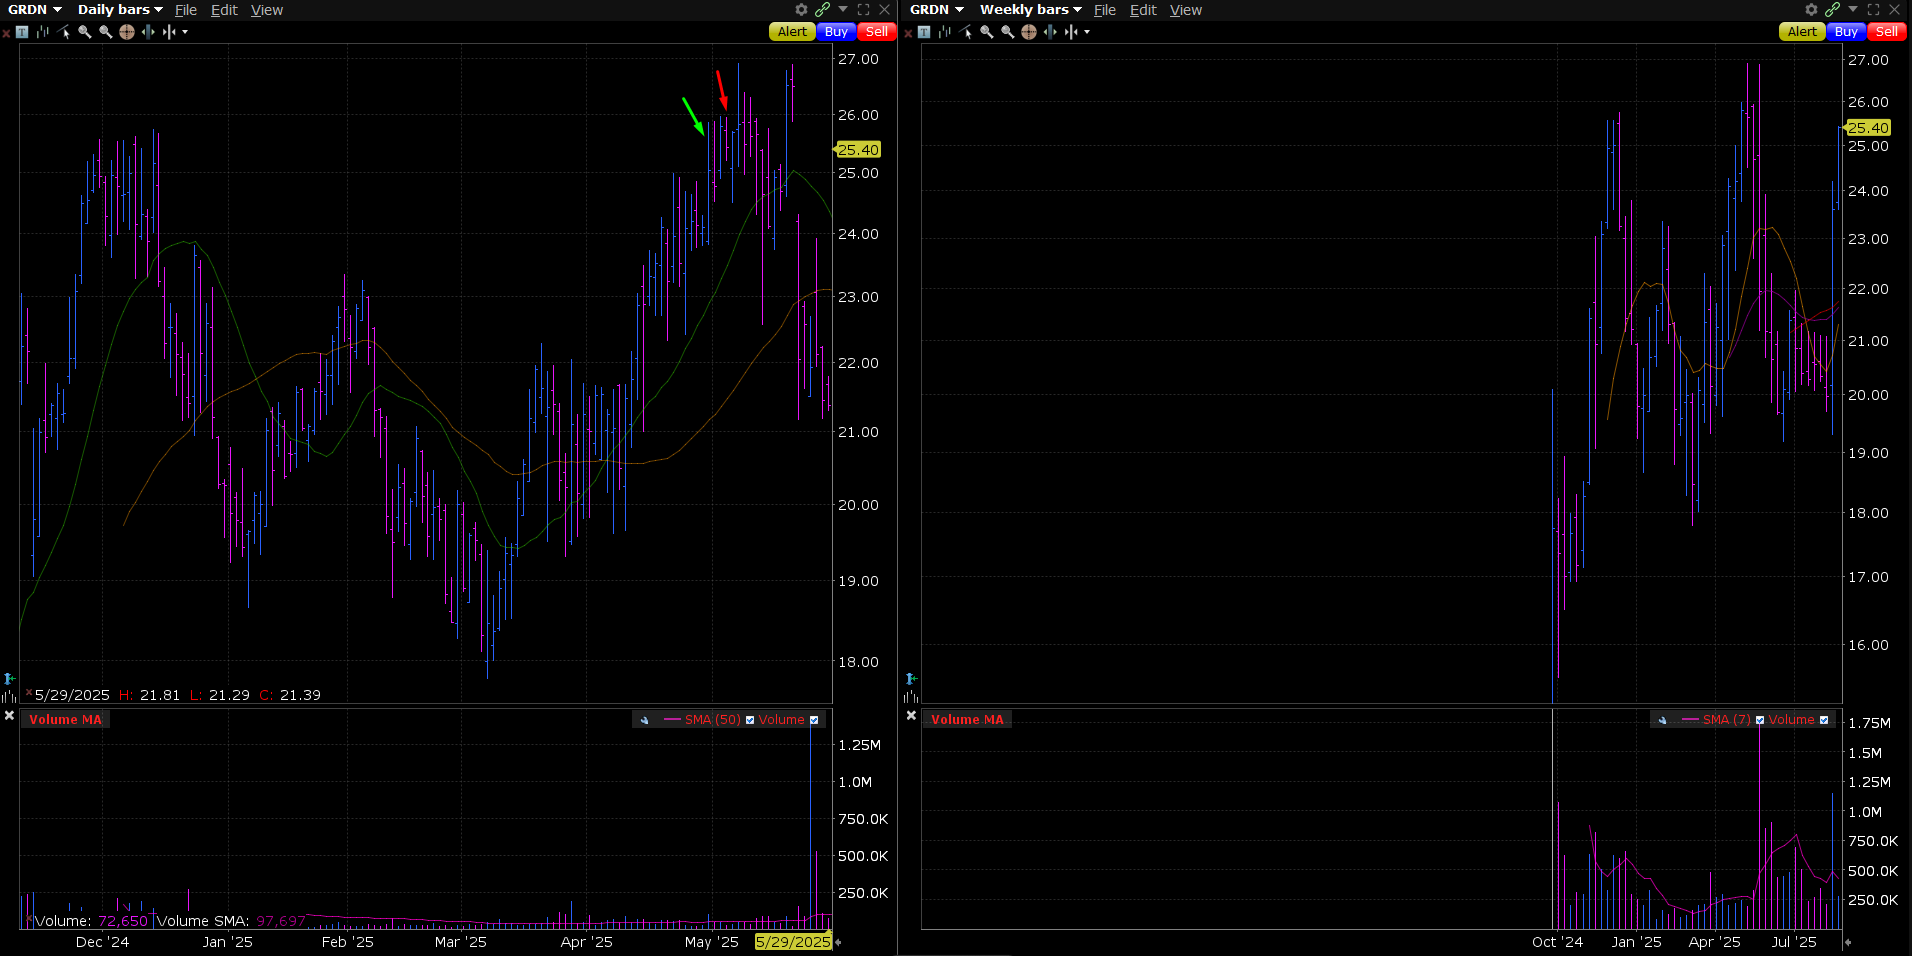 GRDN Daily bars File Edit View
T Alert Buy Sell
27.00
26.00
25.40
25.00
24.00
23.00
22.00
21.00
20.00
19.00
18.00
5/29/2025 H: 21.81 L: 21.29 C: 21.39
Volume MA SMA (50) Volume
1.25M
1.0M
750.0K
500.0K
250.0K
Volume: 72,650 Volume SMA: 97,697
Dec '24 Jan '25 Feb '25 Mar '25 Apr '25 May '25 5/29/2025
GRDN Weekly bars File Edit View
T Alert Buy Sell
27.00
26.00
25.40
25.00
24.00
23.00
22.00
21.00
20.00
19.00
18.00
17.00
16.00
Volume MA SMA (7) Volume
1.75M
1.5M
1.25M
1.0M
750.0K
500.0K
250.0K
Oct '24 Jan '25 Apr '25 Jul '25